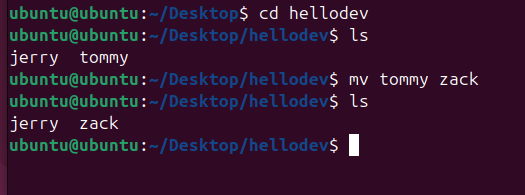 ubuntu@ubuntu:~/Desktop$ cd hellodev
ubuntu@ubuntu:~/Desktop/hellodev$ ls
jerry  tommy
ubuntu@ubuntu:~/Desktop/hellodev$ mv tommy zack
ubuntu@ubuntu:~/Desktop/hellodev$ ls
jerry  zack
ubuntu@ubuntu:~/Desktop/hellodev$